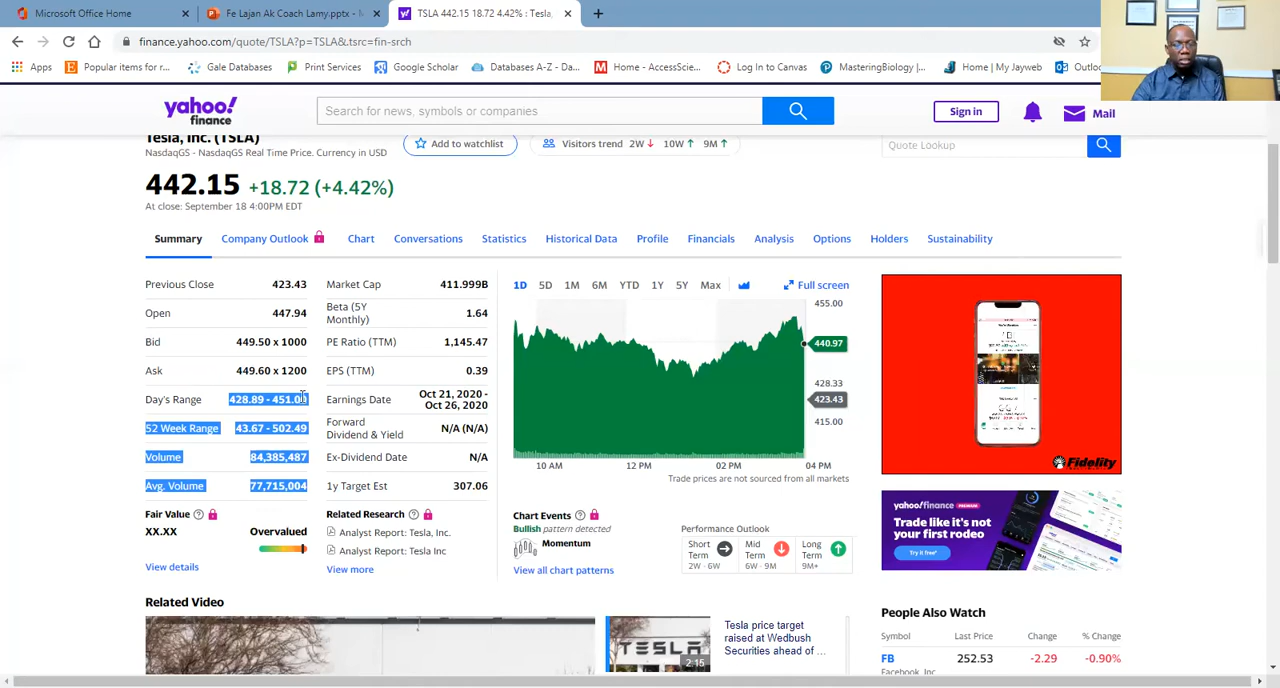 Microsoft Office Home
Fe Lajan Ak Coach Lamy.pptx - M
TSLA 442.15 18.72 4.42% : Tesla,
finance.yahoo.com/quote/TSLA?p=TSLA&.tsrc=fin-srch
Apps
Popular items for r...
Gale Databases
Print Services
Google Scholar
Databases A-Z - Da...
Home - AccessScie...
Log In to Canvas
MasteringBiology |...
Home | My Jayweb
yahoo!
finance
Search for news, symbols or companies
Sign in
Mail
Tesla, Inc. (TSLA)
NasdaqGS - NasdaqGS Real Time Price. Currency in USD
Add to watchlist
Visitors trend 2W 10W 9M
Quote Lookup
442.15 +18.72 (+4.42%)
At close: September 18 4:00PM EDT
Summary Company Outlook Chart Conversations Statistics Historical Data Profile Financials Analysis Options Holders Sustainability
Previous Close 423.43
Open 447.94
Bid 449.50 x 1000
Ask 449.60 x 1200
Day's Range 428.89 - 451.00
52 Week Range 43.67 - 502.49
Volume 84,385,487
Avg. Volume 77,715,004
Market Cap 411.999B
Beta (5Y
Monthly) 1.64
PE Ratio (TTM) 1,145.47
EPS (TTM) 0.39
Earnings Date Oct 21, 2020 -
Oct 26, 2020
Forward
Dividend & Yield N/A (N/A)
Ex-Dividend Date N/A
1y Target Est 307.06
1D 5D 1M 6M YTD 1Y 5Y Max
Full screen
455.00
440.97
428.33
423.43
415.00
10 AM 12 PM 02 PM 04 PM
Trade prices are not sourced from all markets
Fair Value
XX.XX Overvalued
View details
Related Research
Analyst Report: Tesla, Inc.
Analyst Report: Tesla Inc
View more
Chart Events
Bullish pattern detected
Momentum
View all chart patterns
Performance Outlook
Short
Term
2W - 6W
Mid
Term
6W - 9M
Long
Term
9M+
Fidelity
yahoo!finance PREMIUM
Trade like it's not
your first rodeo
Try it free*
Related Video
TESLA
2:15
Tesla price target
raised at Wedbush
Securities ahead of ...
People Also Watch
Symbol Last Price Change % Change
FB 252.53 -2.29 -0.90%
Facebook, Inc.